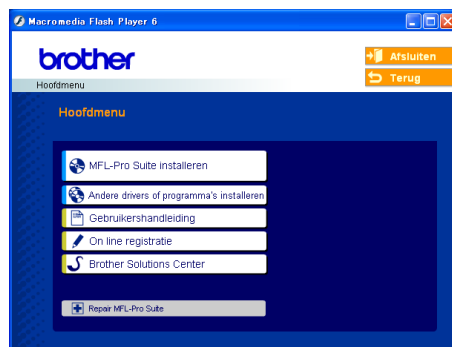 Macromedia Flash Player 6
brother
Afsluiten
Terug
Hoofdmenu
Hoofdmenu
MFL-Pro Suite installeren
Andere drivers of programma's installeren
Gebruikershandleiding
On line registratie
Brother Solutions Center
Repair MFL-Pro Suite